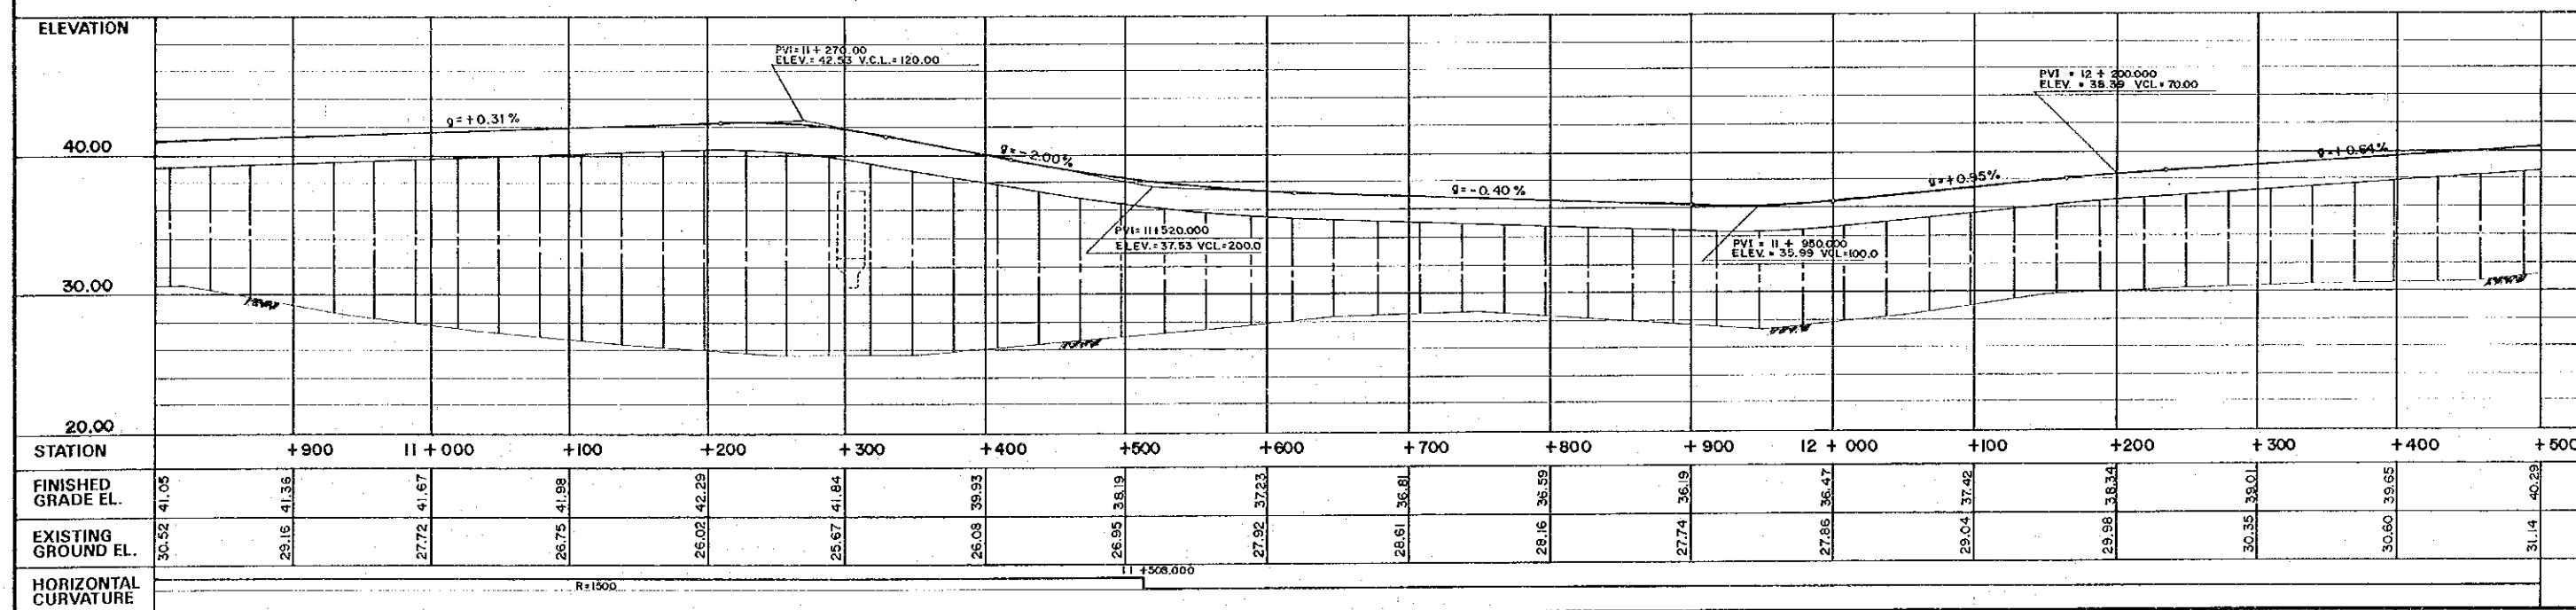 ELEVATION
PVI=11+270.00
ELEV.=42.53 V.C.L.=120.00
PVI = 12 + 200.000
ELEV. = 38.39 VCL=70.00
g=+0.31%
40.00
g=-2.00%
g=-0.40%
g=+0.95%
g=+0.64%
PVI=11+520.000
ELEV.=37.53 VCL=200.0
PVI = 11 + 950.000
ELEV. = 35.99 VCL=100.0
30.00
20.00
STATION +900 11+000 +100 +200 +300 +400 +500 +600 +700 +800 +900 12+000 +100 +200 +300 +400 +500
FINISHED
GRADE EL.
41.05 41.36 41.67 41.98 42.29 41.84 39.93 38.19 37.23 36.81 36.59 36.19 36.47 37.42 38.34 39.01 39.65 40.29
EXISTING
GROUND EL.
30.52 29.16 27.72 26.75 26.02 25.67 26.08 26.95 27.92 28.61 28.16 27.74 27.86 29.04 29.98 30.35 30.60 31.14
HORIZONTAL
CURVATURE
R=1500
11+508.000